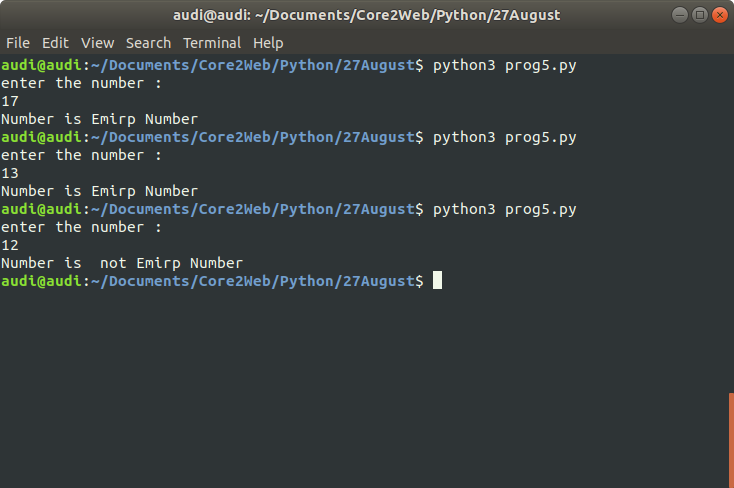 audi@audi: ~/Documents/Core2Web/Python/27August
File Edit View Search Terminal Help
audi@audi:~/Documents/Core2Web/Python/27August$ python3 prog5.py
enter the number :
17
Number is Emirp Number
audi@audi:~/Documents/Core2Web/Python/27August$ python3 prog5.py
enter the number :
13
Number is Emirp Number
audi@audi:~/Documents/Core2Web/Python/27August$ python3 prog5.py
enter the number :
12
Number is  not Emirp Number
audi@audi:~/Documents/Core2Web/Python/27August$